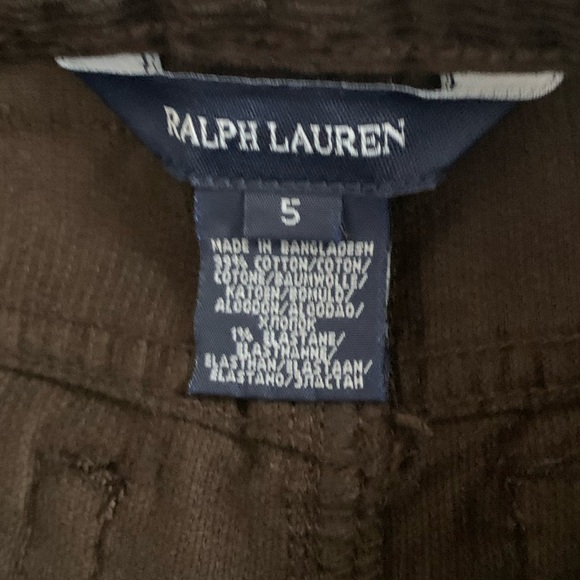 RALPH LAUREN
5
MADE IN BANGLADESH
99% COTTON/COTON/
COTONE/BAUMWOLLE/
KATOEN/BOMULD/
ALGODON/ALGODAO/
ХЛОПОК
1% ELASTANE/
ELASTHANNE/
ELASTHAN/ELASTAAN/
ELASTANO/ЭЛАСТАН